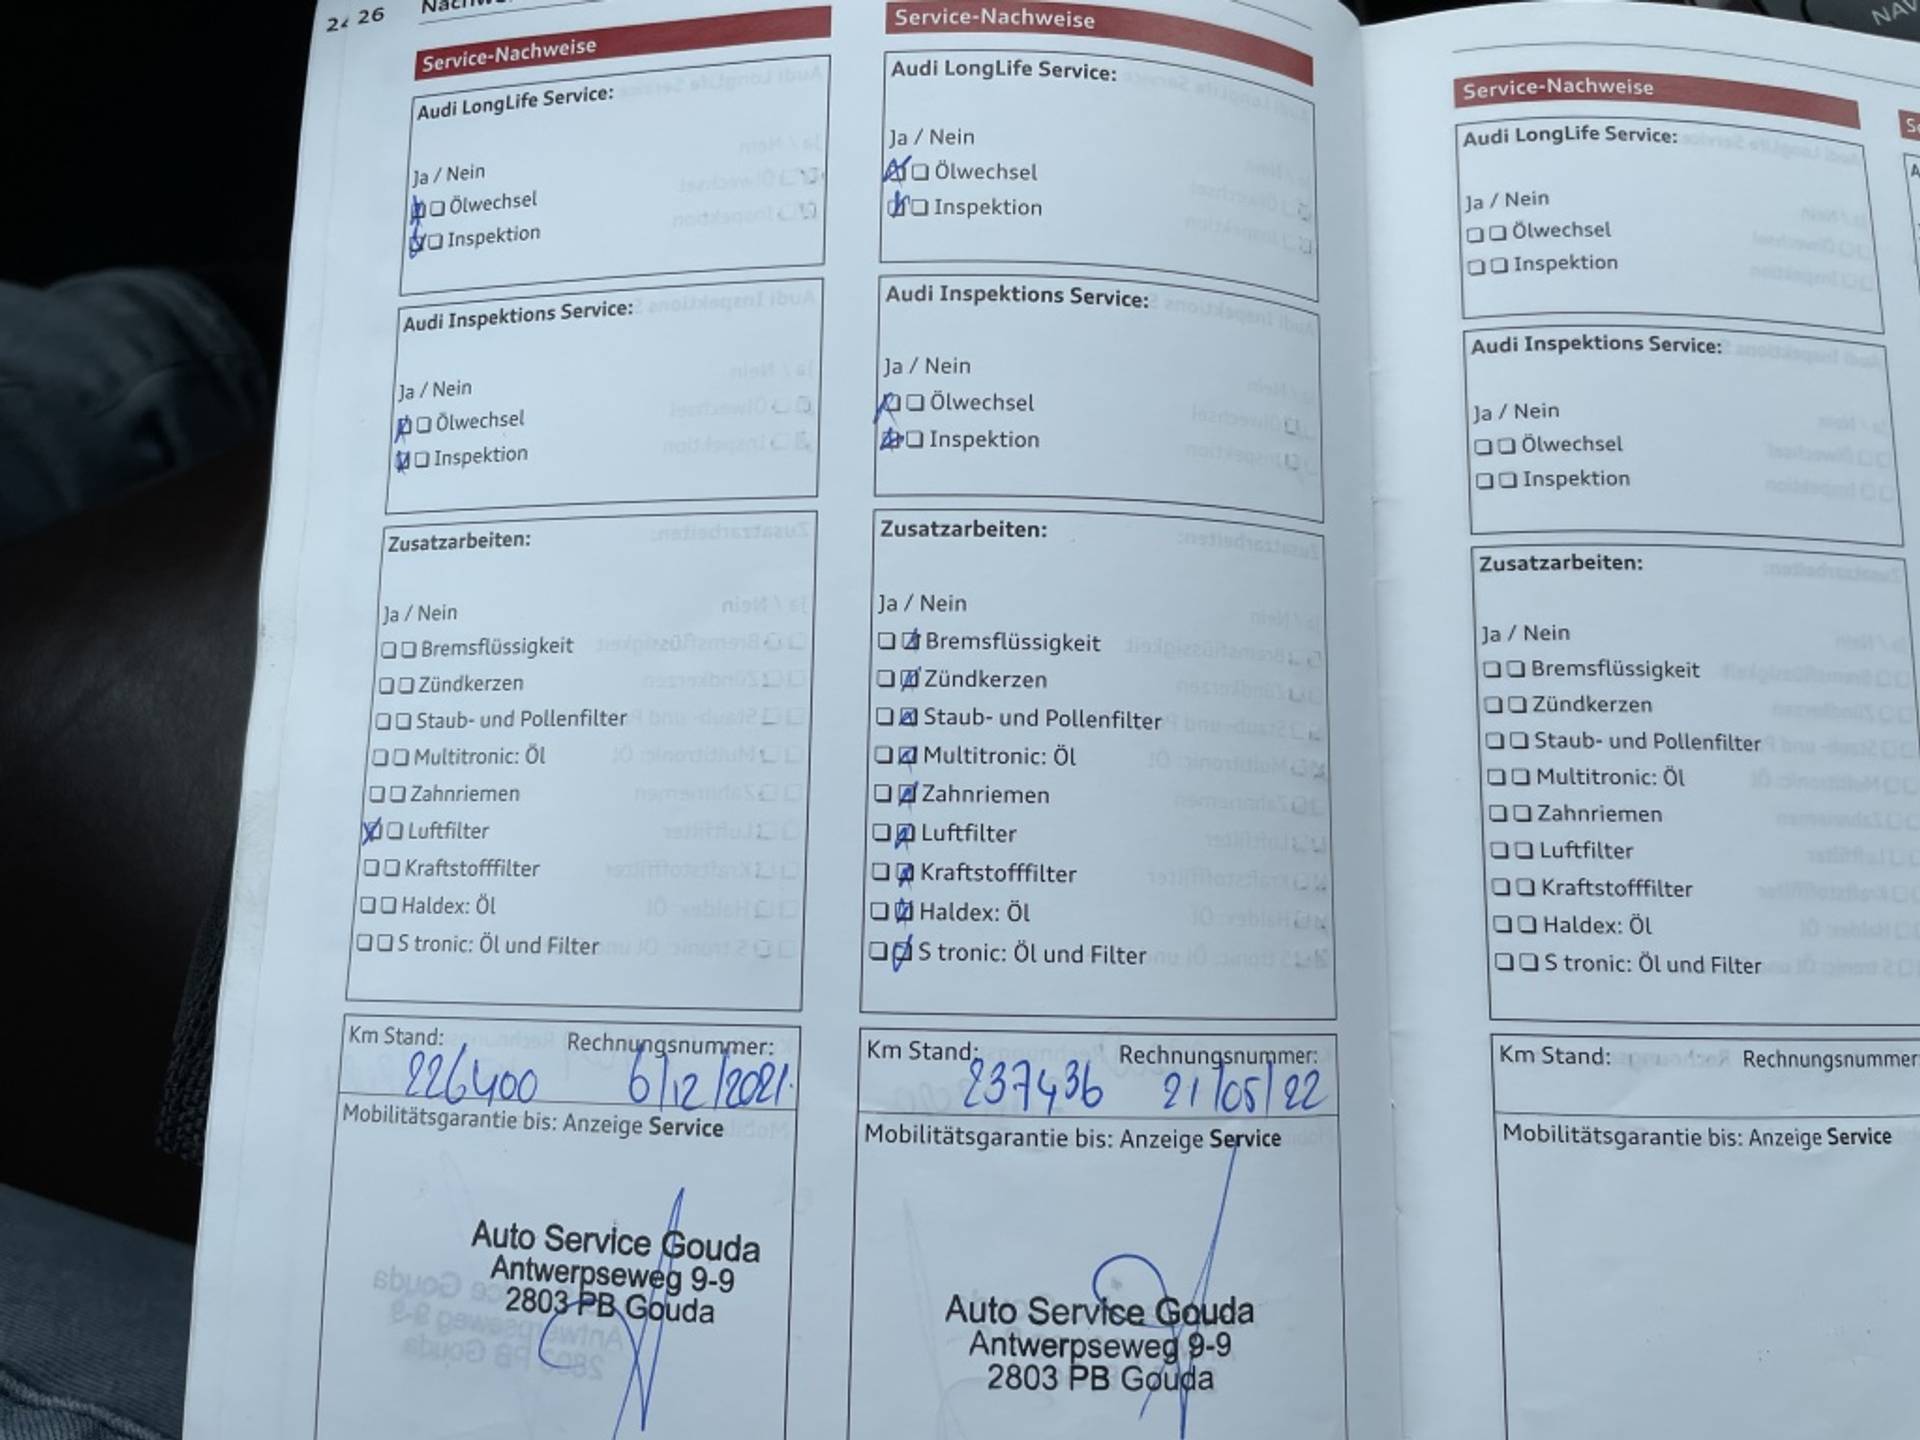 26
Service-Nachweise
Audi LongLife Service:
Ja / Nein
Ölwechsel
Inspektion
Audi Inspektions Service:
Ja / Nein
Ölwechsel
Inspektion
Zusatzarbeiten:
Ja / Nein
Bremsflüssigkeit
Zündkerzen
Staub- und Pollenfilter
Multitronic: Öl
Zahnriemen
Luftfilter
Kraftstofffilter
Haldex: Öl
S tronic: Öl und Filter
Km Stand: Rechnungsnummer:
226400 6/12/2021
Mobilitätsgarantie bis: Anzeige Service
Auto Service Gouda
Antwerpseweg 9-9
2803 PB Gouda
Service-Nachweise
Audi LongLife Service:
Ja / Nein
Ölwechsel
Inspektion
Audi Inspektions Service:
Ja / Nein
Ölwechsel
Inspektion
Zusatzarbeiten:
Ja / Nein
Bremsflüssigkeit
Zündkerzen
Staub- und Pollenfilter
Multitronic: Öl
Zahnriemen
Luftfilter
Kraftstofffilter
Haldex: Öl
S tronic: Öl und Filter
Km Stand: Rechnungsnummer:
237436 21/05/22
Mobilitätsgarantie bis: Anzeige Service
Auto Service Gouda
Antwerpseweg 9-9
2803 PB Gouda
Service-Nachweise
Audi LongLife Service:
Ja / Nein
Ölwechsel
Inspektion
Audi Inspektions Service:
Ja / Nein
Ölwechsel
Inspektion
Zusatzarbeiten:
Ja / Nein
Bremsflüssigkeit
Zündkerzen
Staub- und Pollenfilter
Multitronic: Öl
Zahnriemen
Luftfilter
Kraftstofffilter
Haldex: Öl
S tronic: Öl und Filter
Km Stand: Rechnungsnummer:
Mobilitätsgarantie bis: Anzeige Service
NAV